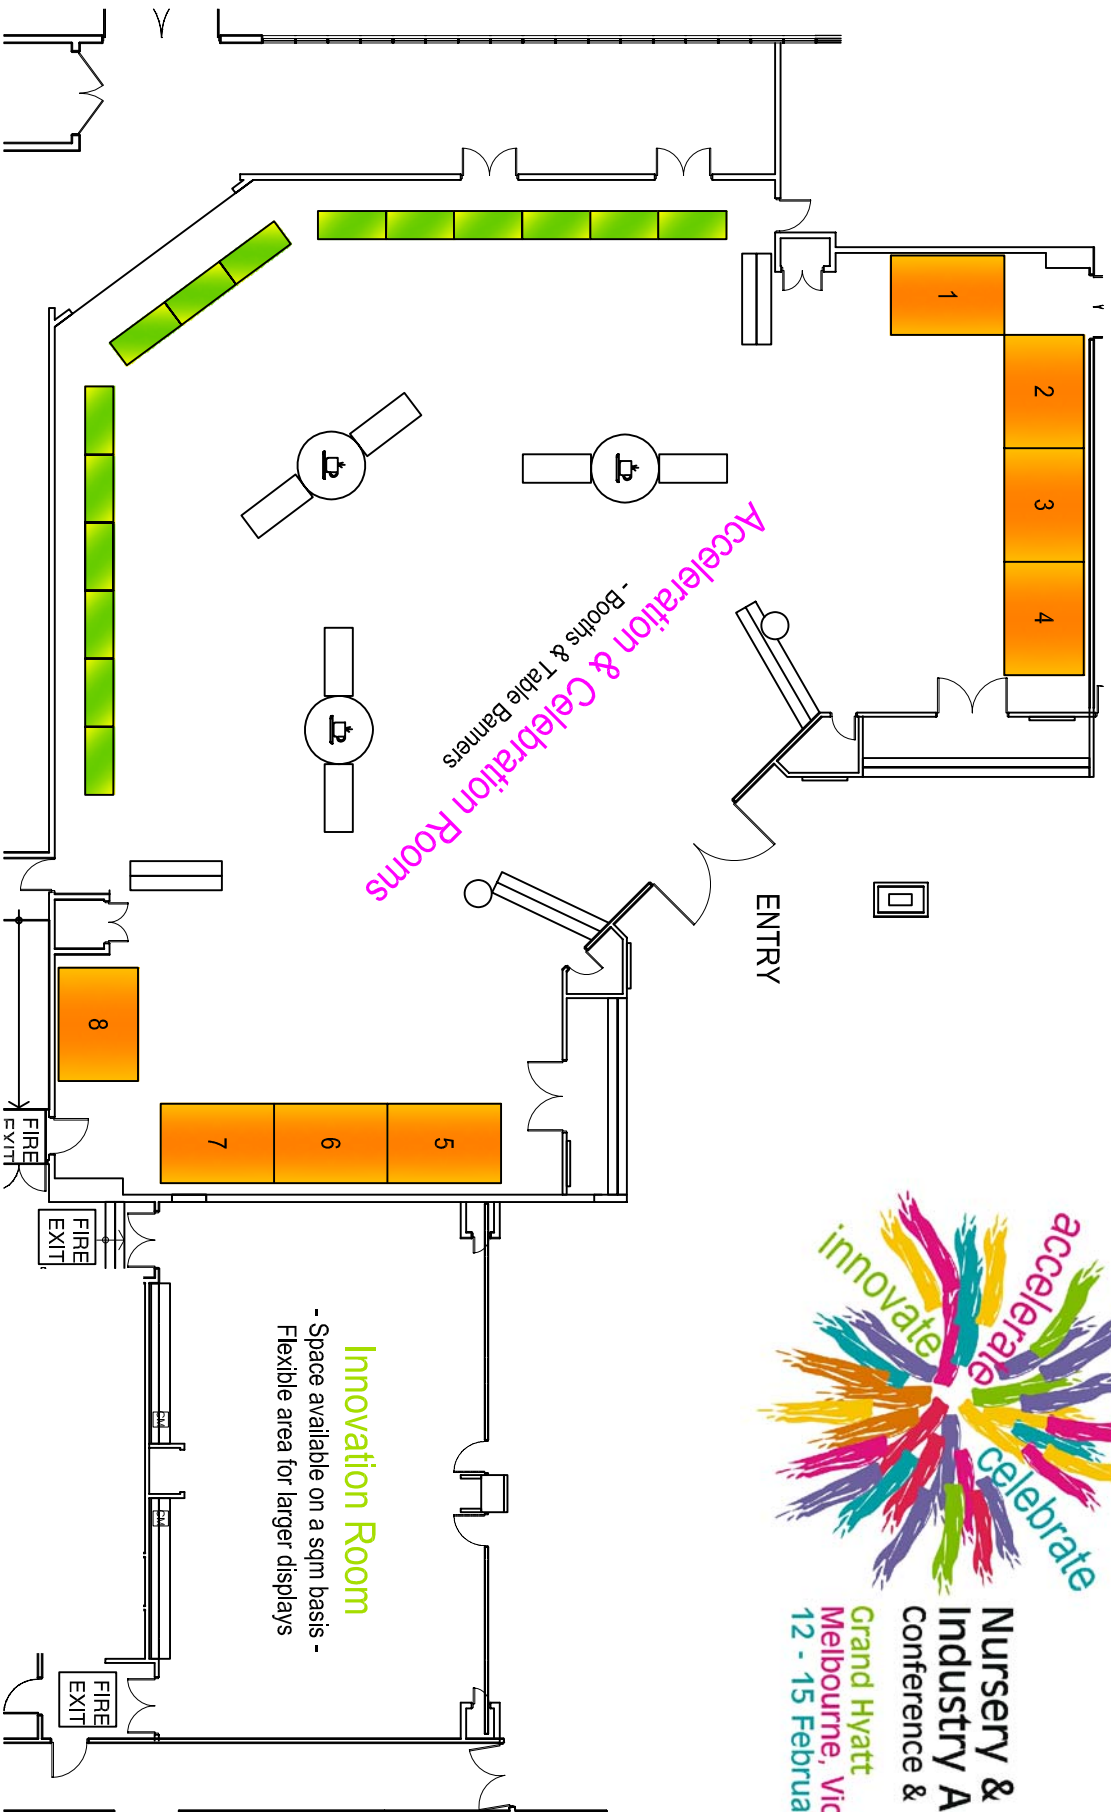 accelerate
innovate
celebrate
Nursery &
Industry A
Conference &
Grand Hyatt
Melbourne, Vic
12 - 15 Februa
1
2
3
4
ENTRY
Acceleration & Celebration Rooms
- Booths & Table Banners
5
6
7
8
FIRE
EXIT
FIRE
EXIT
Innovation Room
- Space available on a sqm basis -
Flexible area for larger displays
CM
CM
FIRE
EXIT